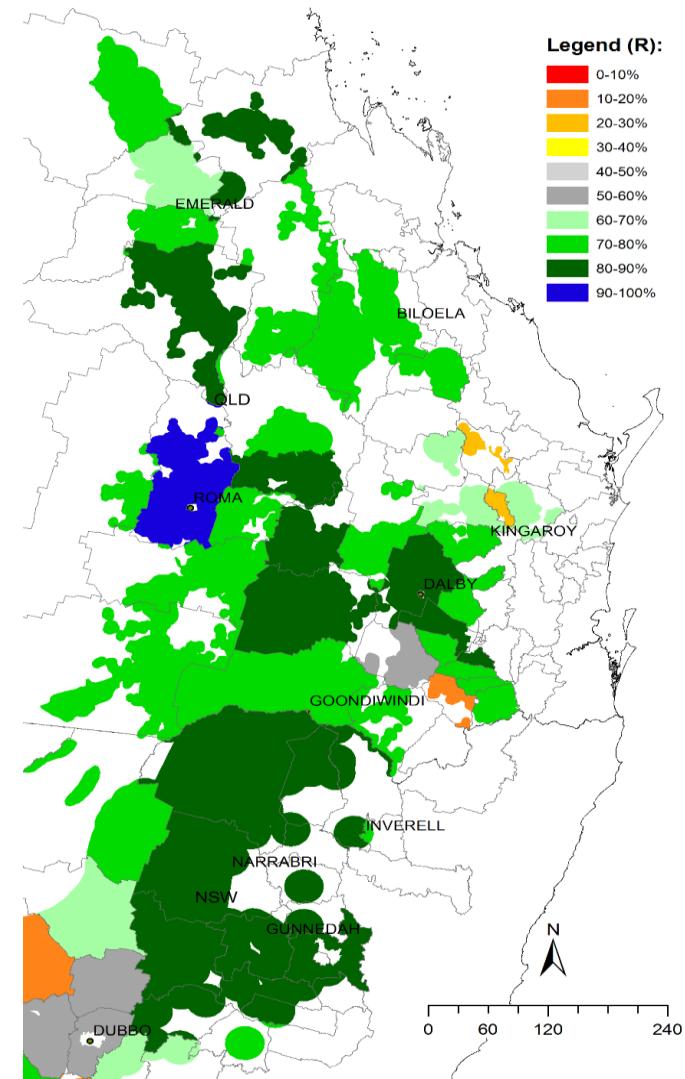 Legend (R):
0-10%
10-20%
20-30%
30-40%
40-50%
50-60%
60-70%
70-80%
80-90%
90-100%
EMERALD
BILOELA
QLD
ROMA
KINGAROY
DALBY
GOONDIWINDI
INVERELL
NARRABRI
NSW
GUNNEDAH
DUBBO
N
0 60 120 240